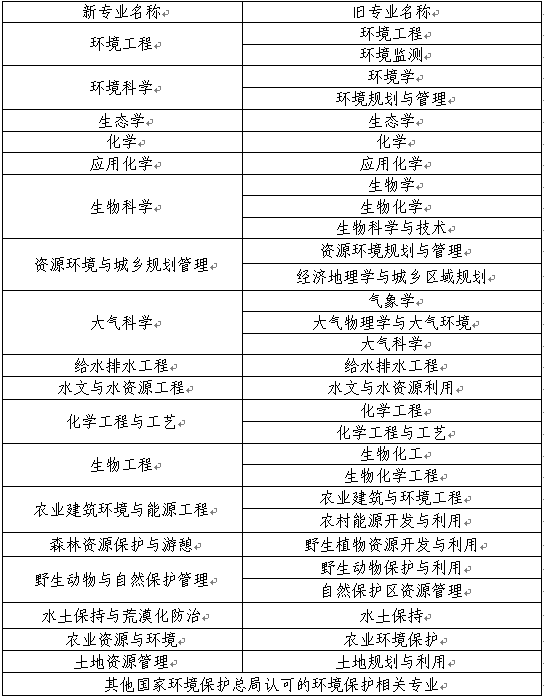 新专业名称 旧专业名称
环境工程 环境工程
环境监测
环境科学 环境学
环境规划与管理
生态学 生态学
化学 化学
应用化学 应用化学
生物科学 生物学
生物化学
生物科学与技术
资源环境与城乡规划管理 资源环境规划与管理
经济地理学与城乡区域规划
大气科学 气象学
大气物理学与大气环境
大气科学
给水排水工程 给水排水工程
水文与水资源工程 水文与水资源利用
化学工程与工艺 化学工程
化学工程与工艺
生物工程 生物化工
生物化学工程
农业建筑环境与能源工程 农业建筑与环境工程
农村能源开发与利用
森林资源保护与游憩 野生植物资源开发与利用
野生动物与自然保护管理 野生动物保护与利用
自然保护区资源管理
水土保持与荒漠化防治 水土保持
农业资源与环境 农业环境保护
土地资源管理 土地规划与利用
其他国家环境保护总局认可的环境保护相关专业